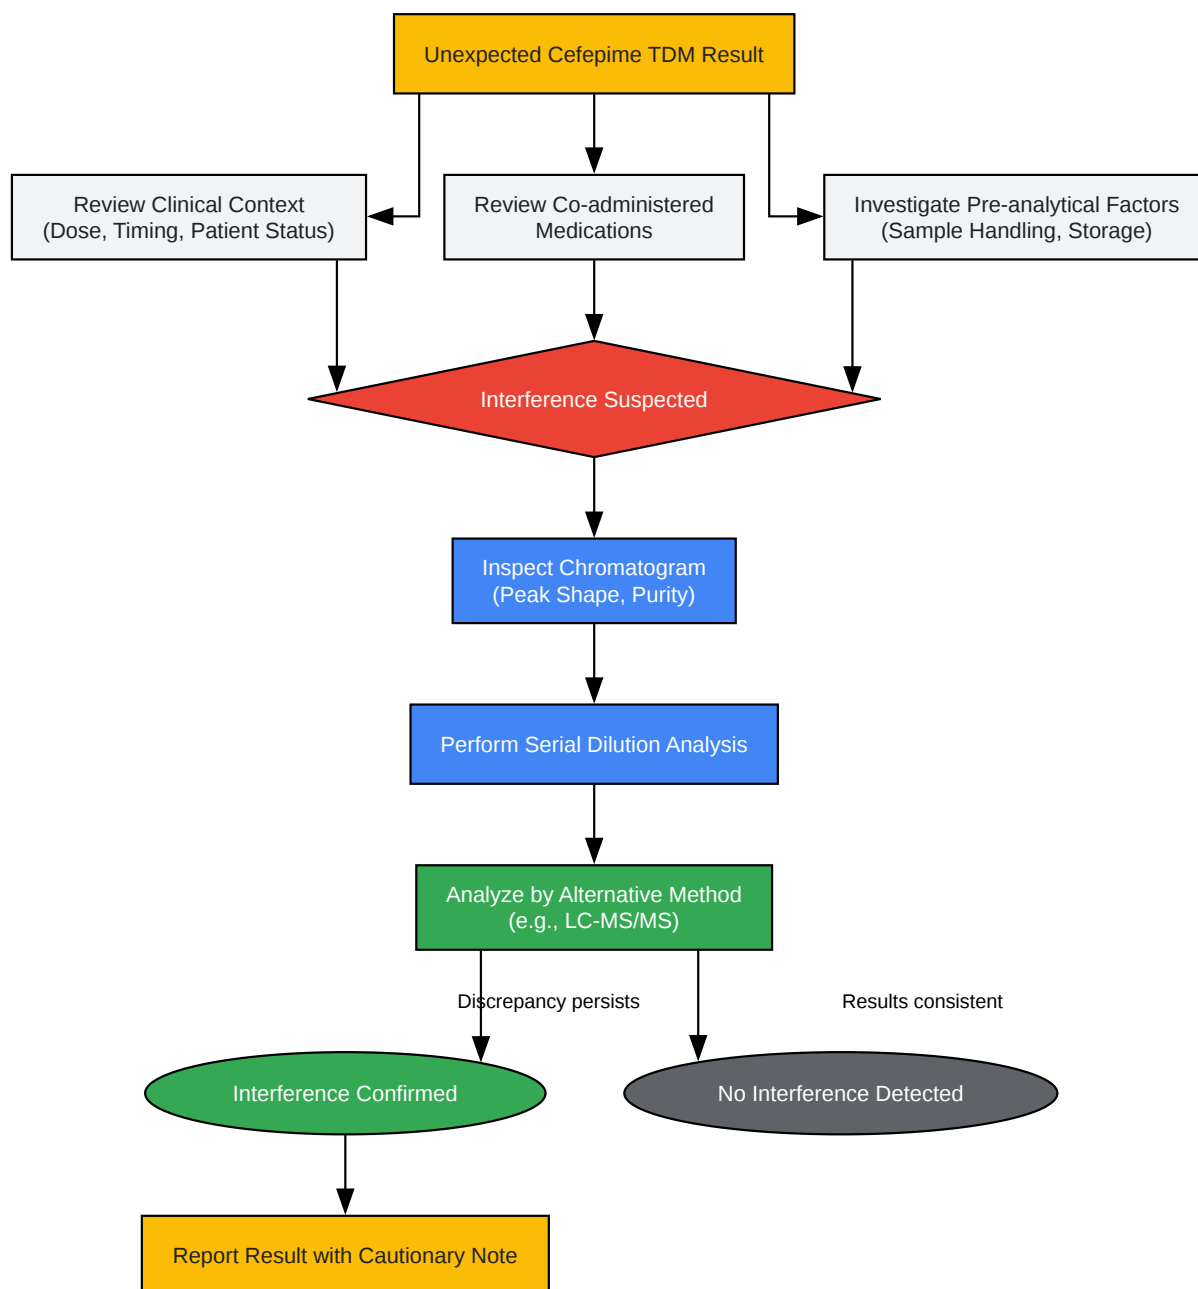 Unexpected Cefepime TDM Result
Review Clinical Context
(Dose, Timing, Patient Status)
Review Co-administered
Medications
Investigate Pre-analytical Factors
(Sample Handling, Storage)
Interference Suspected
Inspect Chromatogram
(Peak Shape, Purity)
Perform Serial Dilution Analysis
Analyze by Alternative Method
(e.g., LC-MS/MS)
Discrepancy persists
Results consistent
Interference Confirmed
No Interference Detected
Report Result with Cautionary Note